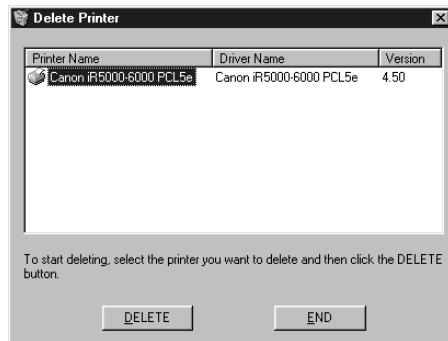 Delete Printer
Printer Name Driver Name Version
Canon iR5000-6000 PCL5e Canon iR5000-6000 PCL5e 4.50
To start deleting, select the printer you want to delete and then click the DELETE
button.
DELETE END